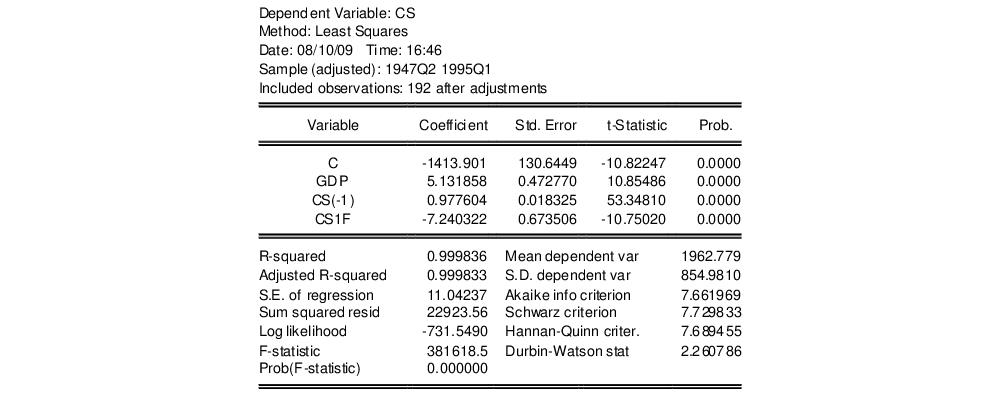 Dependent Variable: CS
Method: Least Squares
Date: 08/10/09 Time: 16:46
Sample (adjusted): 1947Q2 1995Q1
Included observations: 192 after adjustments
Variable Coefficient Std. Error t-Statistic Prob.
C -1413.901 130.6449 -10.82247 0.0000
GDP 5.131858 0.472770 10.85486 0.0000
CS(-1) 0.977604 0.018325 53.34810 0.0000
CS1F -7.240322 0.673506 -10.75020 0.0000
R-squared 0.999836 Mean dependent var 1962.779
Adjusted R-squared 0.999833 S.D. dependent var 854.9810
S.E. of regression 11.04237 Akaike info criterion 7.661969
Sum squared resid 22923.56 Schwarz criterion 7.729833
Log likelihood -731.5490 Hannan-Quinn criter. 7.689455
F-statistic 381618.5 Durbin-Watson stat 2.260786
Prob(F-statistic) 0.000000